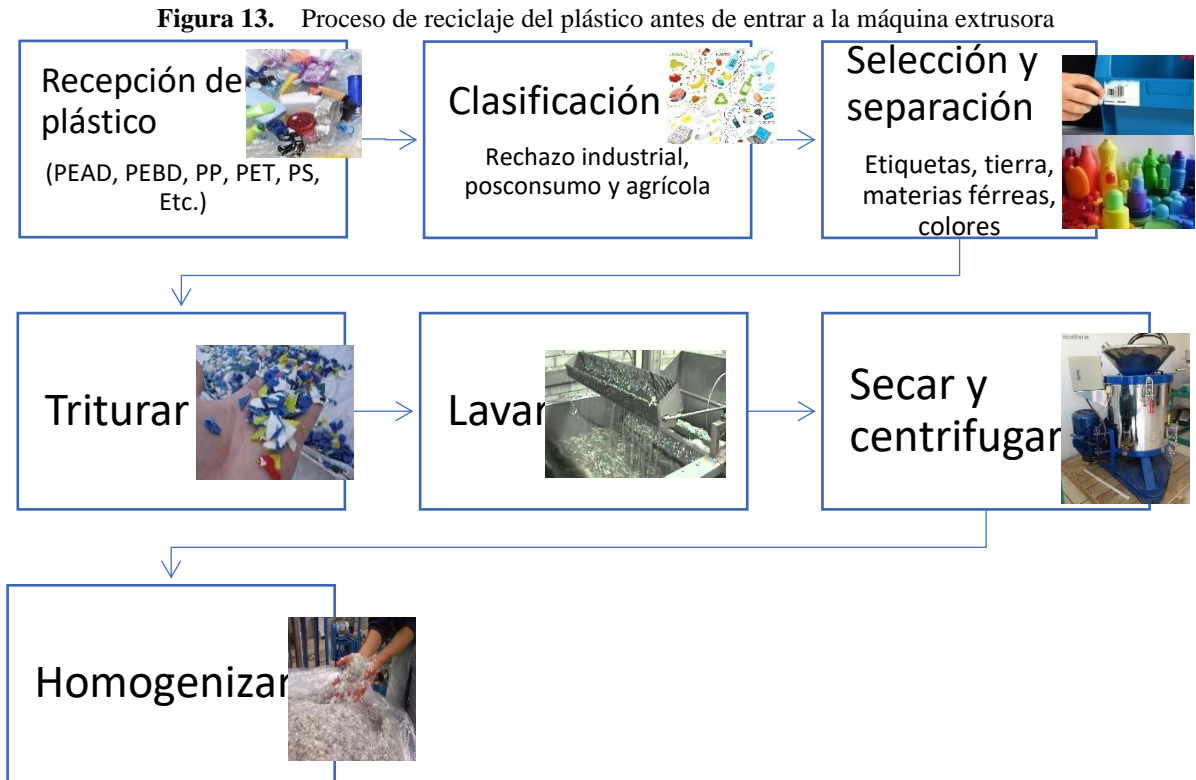 Figura 13. Proceso de reciclaje del plástico antes de entrar a la máquina extrusora
Recepción de
plástico
(PEAD, PEBD, PP, PET, PS,
Etc.)
Clasificación
Rechazo industrial,
posconsumo y agrícola
Selección y
separación
Etiquetas, tierra,
materias férreas,
colores
Triturar
Lavar
Secar y
centrifugar
Homogenizar